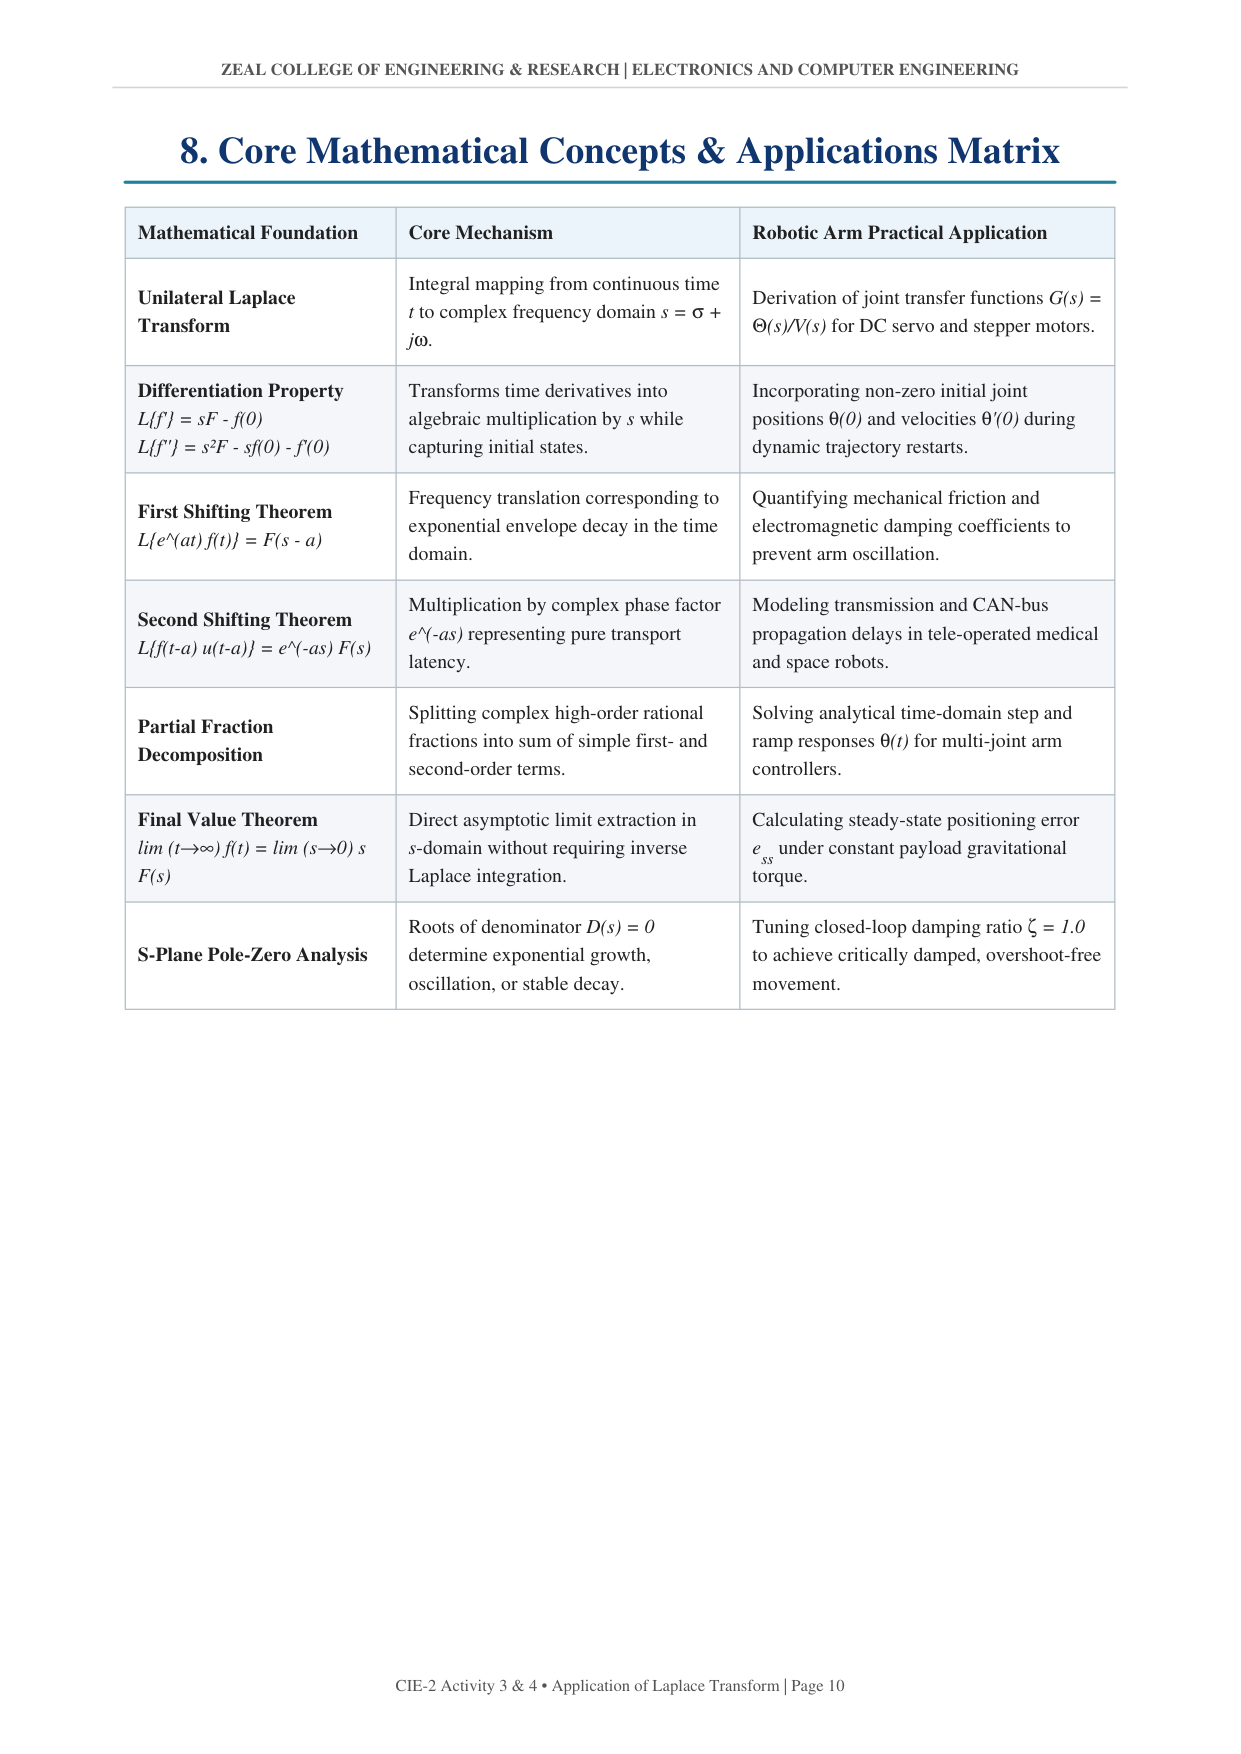 ZEAL COLLEGE OF ENGINEERING & RESEARCH | ELECTRONICS AND COMPUTER ENGINEERING
8. Core Mathematical Concepts & Applications Matrix
Mathematical Foundation
Core Mechanism
Robotic Arm Practical Application
Unilateral Laplace
Transform
Integral mapping from continuous time
t to complex frequency domain s = σ +
jω.
Derivation of joint transfer functions G(s) =
Θ(s)/V(s) for DC servo and stepper motors.
Differentiation Property
L{f'} = sF - f(0)
L{f''} = s²F - sf(0) - f'(0)
Transforms time derivatives into
algebraic multiplication by s while
capturing initial states.
Incorporating non-zero initial joint
positions θ(0) and velocities θ'(0) during
dynamic trajectory restarts.
First Shifting Theorem
L{e^(at) f(t)} = F(s - a)
Frequency translation corresponding to
exponential envelope decay in the time
domain.
Quantifying mechanical friction and
electromagnetic damping coefficients to
prevent arm oscillation.
Second Shifting Theorem
L{f(t-a) u(t-a)} = e^(-as) F(s)
Multiplication by complex phase factor
e^(-as) representing pure transport
latency.
Modeling transmission and CAN-bus
propagation delays in tele-operated medical
and space robots.
Partial Fraction
Decomposition
Splitting complex high-order rational
fractions into sum of simple first- and
second-order terms.
Solving analytical time-domain step and
ramp responses θ(t) for multi-joint arm
controllers.
Final Value Theorem
lim (t→∞) f(t) = lim (s→0) s
F(s)
Direct asymptotic limit extraction in
s-domain without requiring inverse
Laplace integration.
Calculating steady-state positioning error
e_ss under constant payload gravitational
torque.
S-Plane Pole-Zero Analysis
Roots of denominator D(s) = 0
determine exponential growth,
oscillation, or stable decay.
Tuning closed-loop damping ratio ζ = 1.0
to achieve critically damped, overshoot-free
movement.
CIE-2 Activity 3 & 4 • Application of Laplace Transform | Page 10